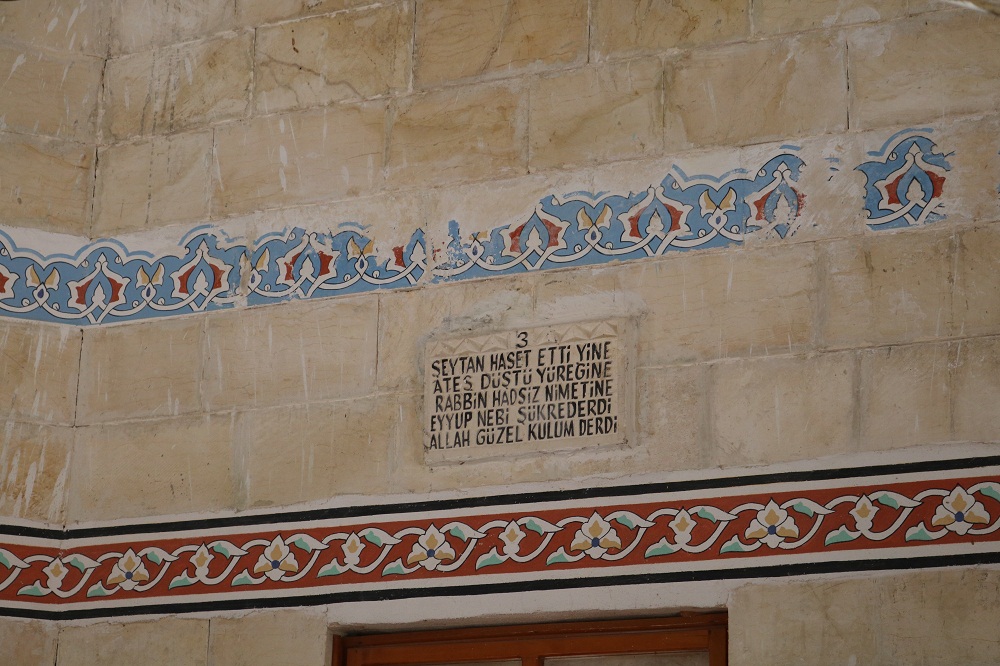 3
ŞEYTAN HASET ETTİ YİNE
ATEŞ DÜŞTÜ YÜREGİNE
RABBİN HADSİZ NİMETİNE
EYYUP NEBİ ŞÜKREDERDİ
ALLAH GÜZEL KULUM DERDİ